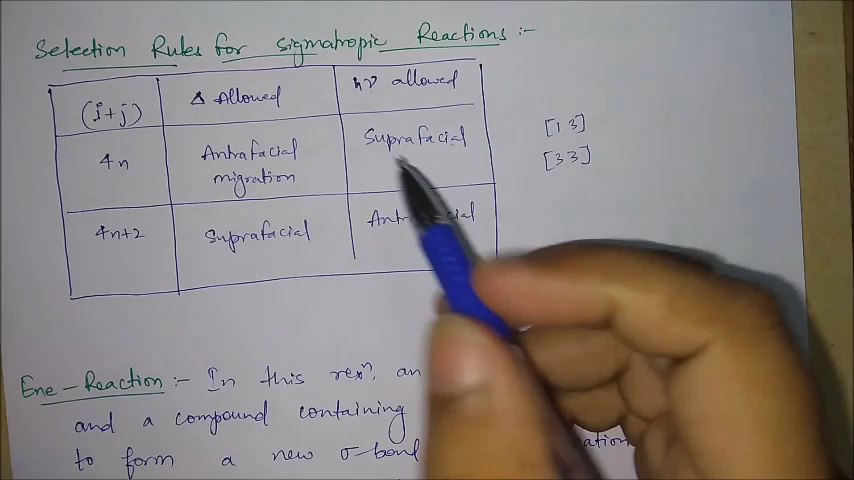 Selection Rules for sigmatropic Reactions :-
(i+j) Δ Allowed hν allowed
4n Antrafacial migration Suprafacial
4n+2 Suprafacial
[1 3]
[3 3]
Ene-Reaction :- In this rexⁿ, an
and a compound containing
to form a new σ-bond